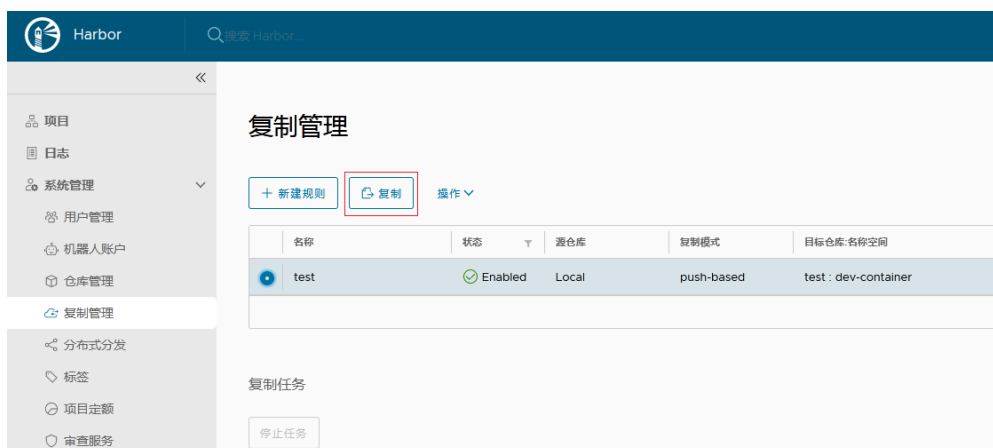 Harbor
搜索 Harbor...
项目
日志
系统管理
用户管理
机器人账户
仓库管理
复制管理
分布式分发
标签
项目定额
审查服务
复制管理
新建规则 复制 操作
名称 状态 源仓库 复制模式 目标仓库:名称空间
test Enabled Local push-based test : dev-container
复制任务
停止任务